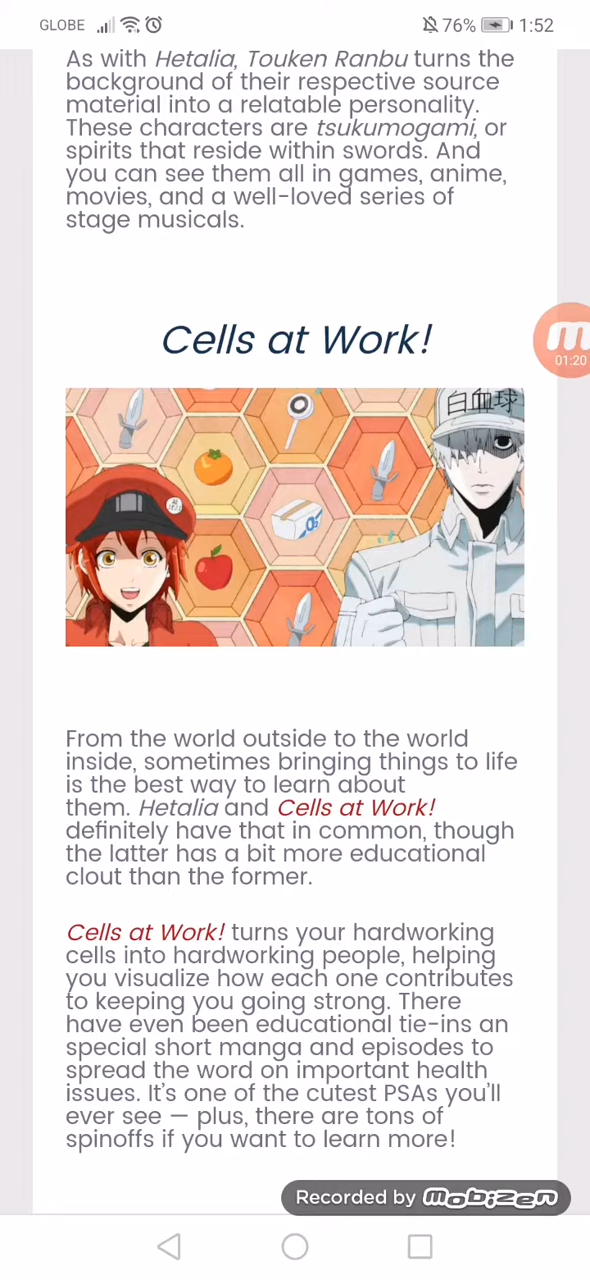 GLOBE 76% 1:52
As with Hetalia, Touken Ranbu turns the
background of their respective source
material into a relatable personality.
These characters are tsukumogami, or
spirits that reside within swords. And
you can see them all in games, anime,
movies, and a well-loved series of
stage musicals.
Cells at Work!
01:20
白血球
O₂
From the world outside to the world
inside, sometimes bringing things to life
is the best way to learn about
them. Hetalia and Cells at Work!
definitely have that in common, though
the latter has a bit more educational
clout than the former.
Cells at Work! turns your hardworking
cells into hardworking people, helping
you visualize how each one contributes
to keeping you going strong. There
have even been educational tie-ins an
special short manga and episodes to
spread the word on important health
issues. It's one of the cutest PSAs you'll
ever see — plus, there are tons of
spinoffs if you want to learn more!
Recorded by Mobizen